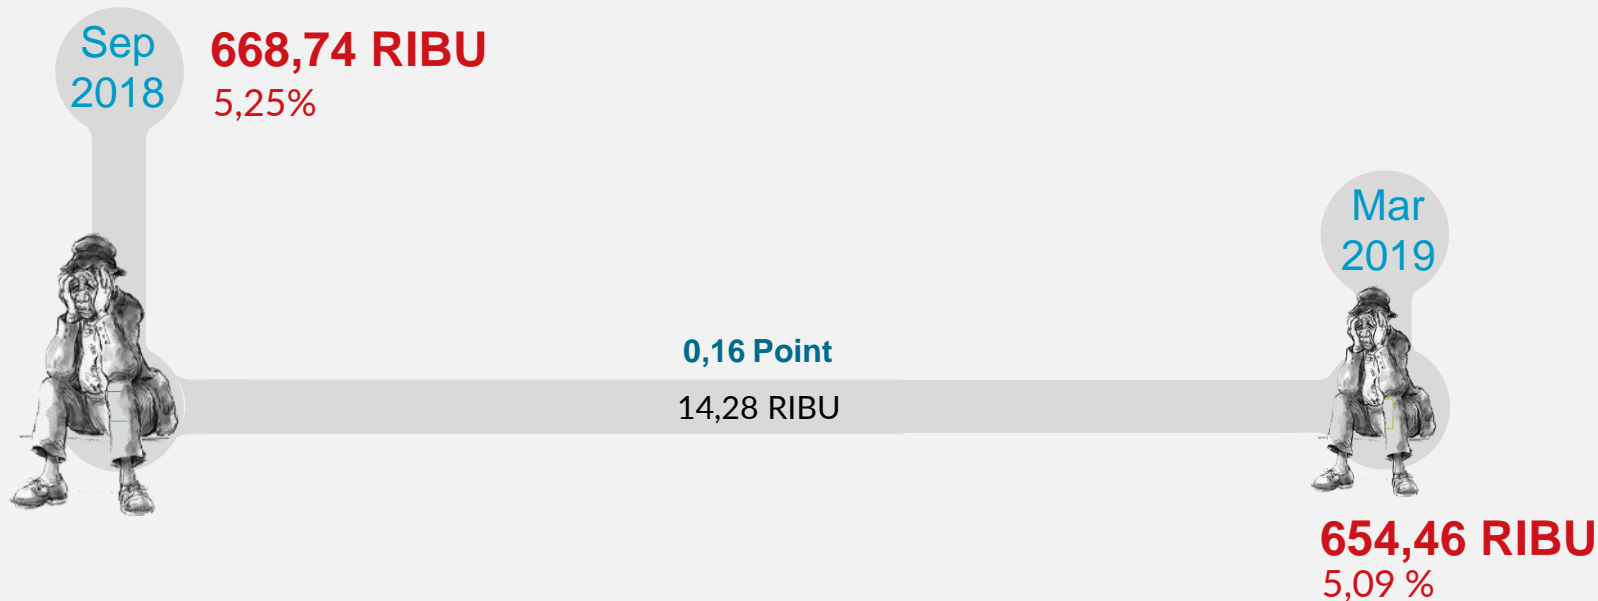 Sep
2018
668,74 RIBU
5,25%
Mar
2019
0,16 Point
14,28 RIBU
654,46 RIBU
5,09 %